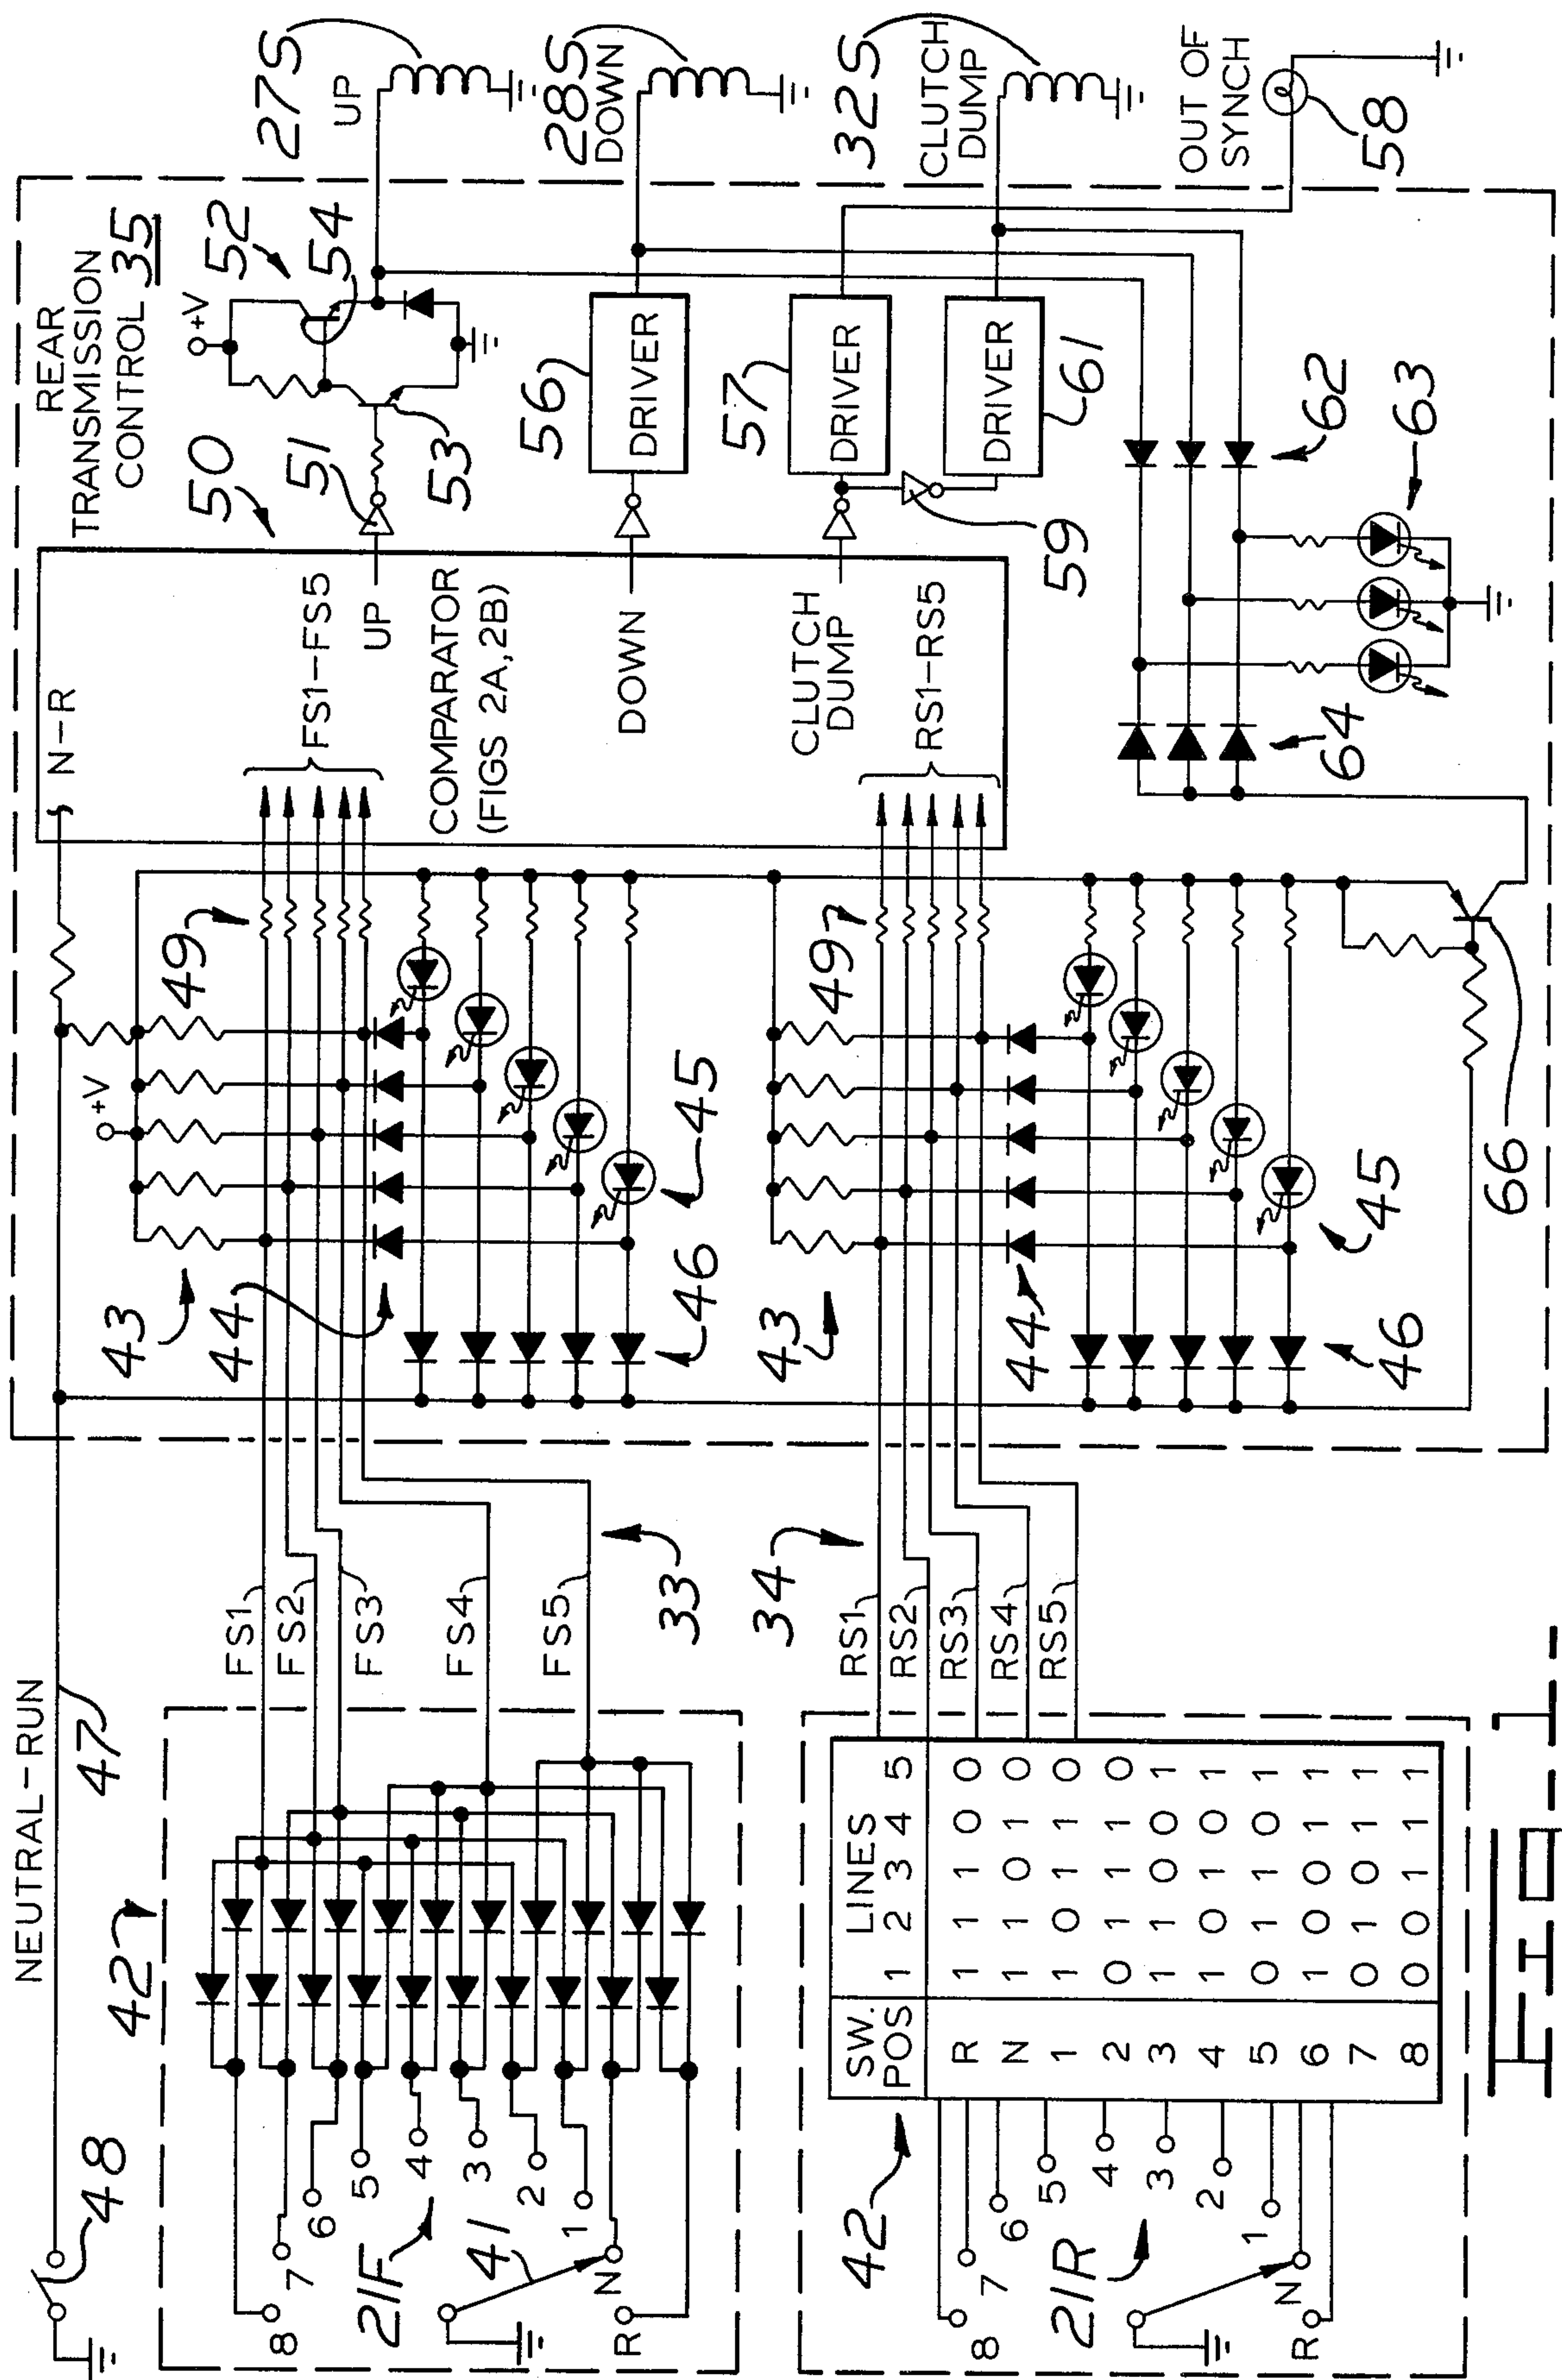 NEUTRAL-RUN
48
47
42
8
7
6
5
4
3
2
1
N
R
21F
41
FS1
FS2
FS3
FS4
FS5
33
34
42
8
7
6
5
4
3
2
1
N
R
21R
SW. POS LINES
1 2 3 4 5
R 1 1 1 0 0
N 1 1 0 1 0
1 1 0 1 1 0
2 0 1 1 1 0
3 1 1 0 0 1
4 1 0 1 0 1
5 0 1 1 0 1
6 1 0 0 1 1
7 0 1 0 1 1
8 0 0 1 1 1
RS1
RS2
RS3
RS4
RS5
REAR
TRANSMISSION
CONTROL 35
+V
43
44
49
45
46
43
44
49
45
46
66
N-R
FS1-FS5
UP
COMPARATOR
(FIGS 2A,2B)
DOWN
CLUTCH
DUMP
RS1-RS5
50
51
52
53
54
+V
56
DRIVER
57
DRIVER
59
DRIVER
61
62
63
64
27S
UP
28S
DOWN
32S
CLUTCH
DUMP
OUT OF
SYNCH
58
FIG. 1